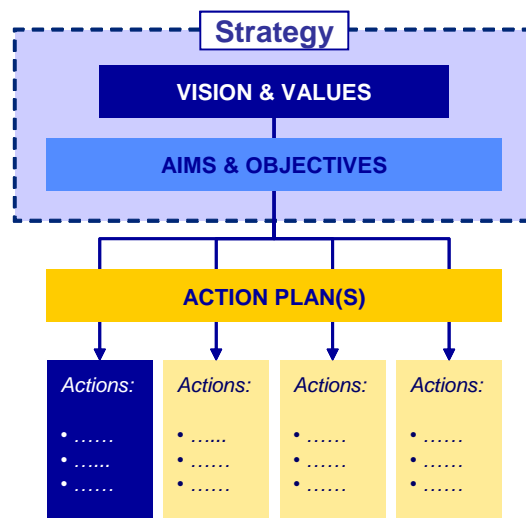 Strategy
VISION & VALUES
AIMS & OBJECTIVES
ACTION PLAN(S)
Actions:
• ……
• …...
• ……
Actions:
• …...
• ……
• ……
Actions:
• ……
• ……
• ……
Actions:
• ……
• ……
• ……